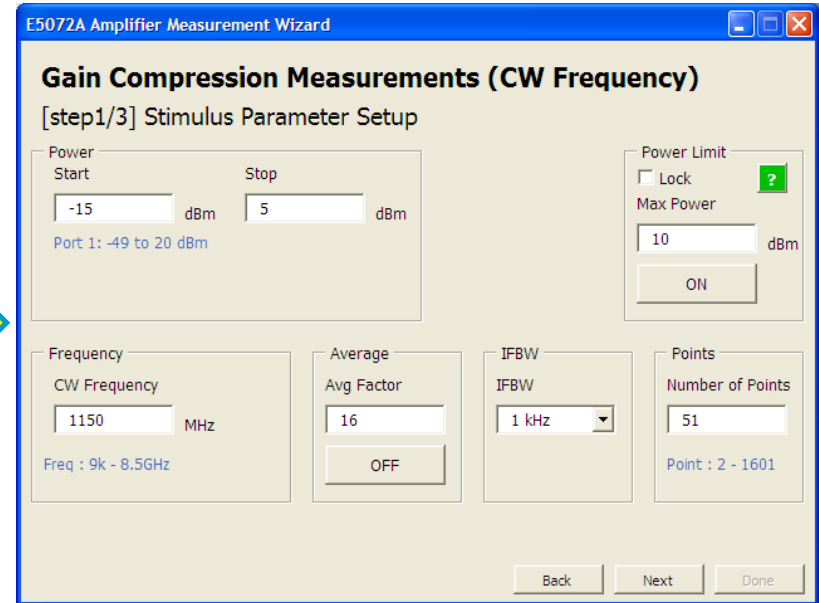 E5072A Amplifier Measurement Wizard
Gain Compression Measurements (CW Frequency)
[step1/3] Stimulus Parameter Setup
Power
Start
Stop
-15 dBm
5 dBm
Port 1: -49 to 20 dBm
Power Limit
Lock
?
Max Power
10 dBm
ON
Frequency
CW Frequency
1150 MHz
Freq : 9k - 8.5GHz
Average
Avg Factor
16
OFF
IFBW
IFBW
1 kHz
Points
Number of Points
51
Point : 2 - 1601
Back
Next
Done